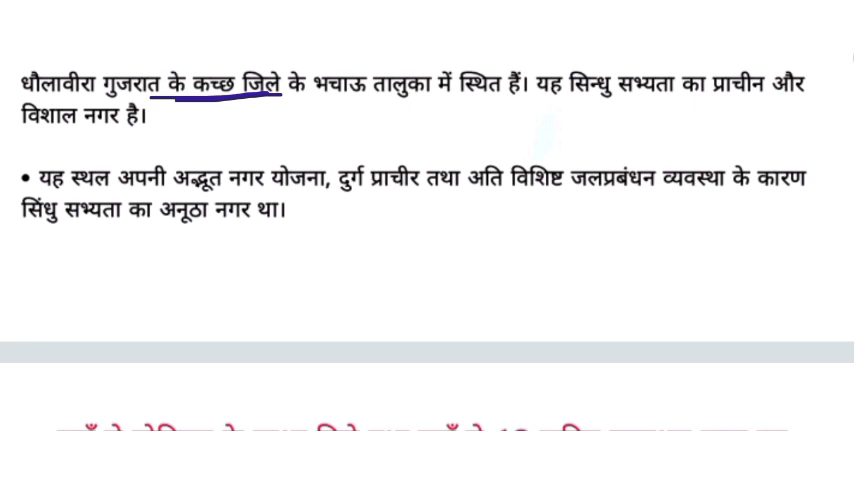 धौलावीरा गुजरात के कच्छ जिले के भचाऊ तालुका में स्थित हैं। यह सिन्धु सभ्यता का प्राचीन और
विशाल नगर है।
• यह स्थल अपनी अद्भूत नगर योजना, दुर्ग प्राचीर तथा अति विशिष्ट जलप्रबंधन व्यवस्था के कारण
सिंधु सभ्यता का अनूठा नगर था।